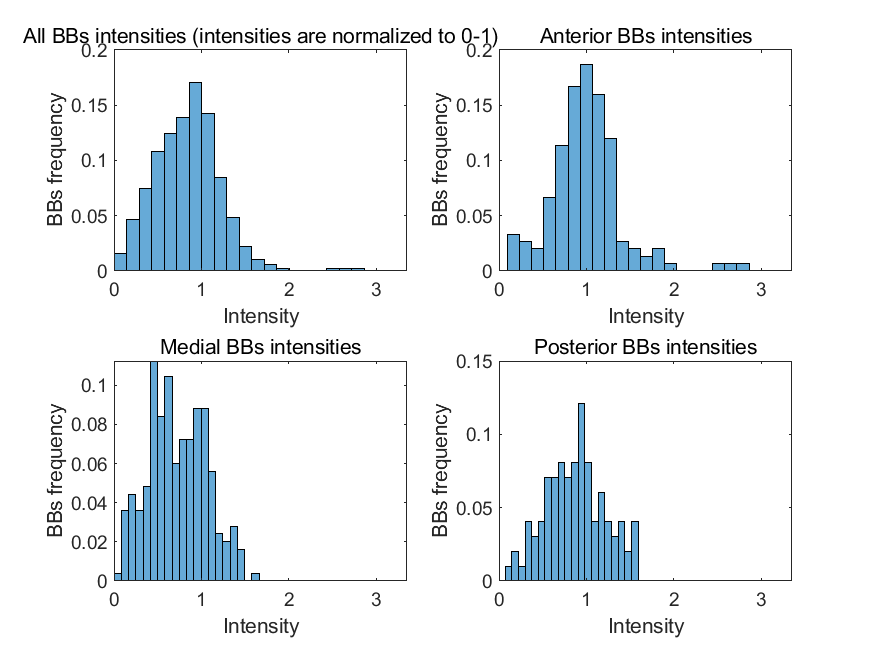 All BBs intensities (intensities are normalized to 0-1)
0.2
0.15
0.1
0.05
0
BBs frequency
0 1 2 3
Intensity
Anterior BBs intensities
0.2
0.15
0.1
0.05
0
BBs frequency
0 1 2 3
Intensity
Medial BBs intensities
0.1
0.08
0.06
0.04
0.02
0
BBs frequency
0 1 2 3
Intensity
Posterior BBs intensities
0.15
0.1
0.05
0
BBs frequency
0 1 2 3
Intensity